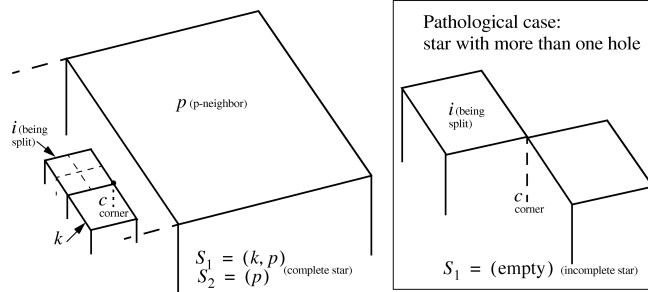 p (p-neighbor)
i (being
split)
c
corner
k
S1 = (k, p)
S2 = (p) (complete star)
Pathological case:
star with more than one hole
i (being
split)
c
corner
S1 = (empty) (incomplete star)